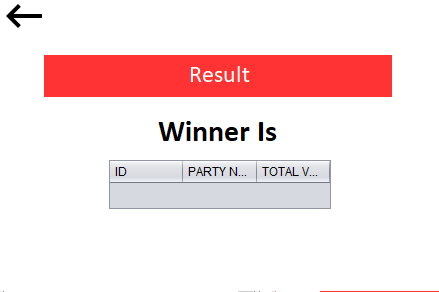 Result
Winner Is
ID PARTY N... TOTAL V...